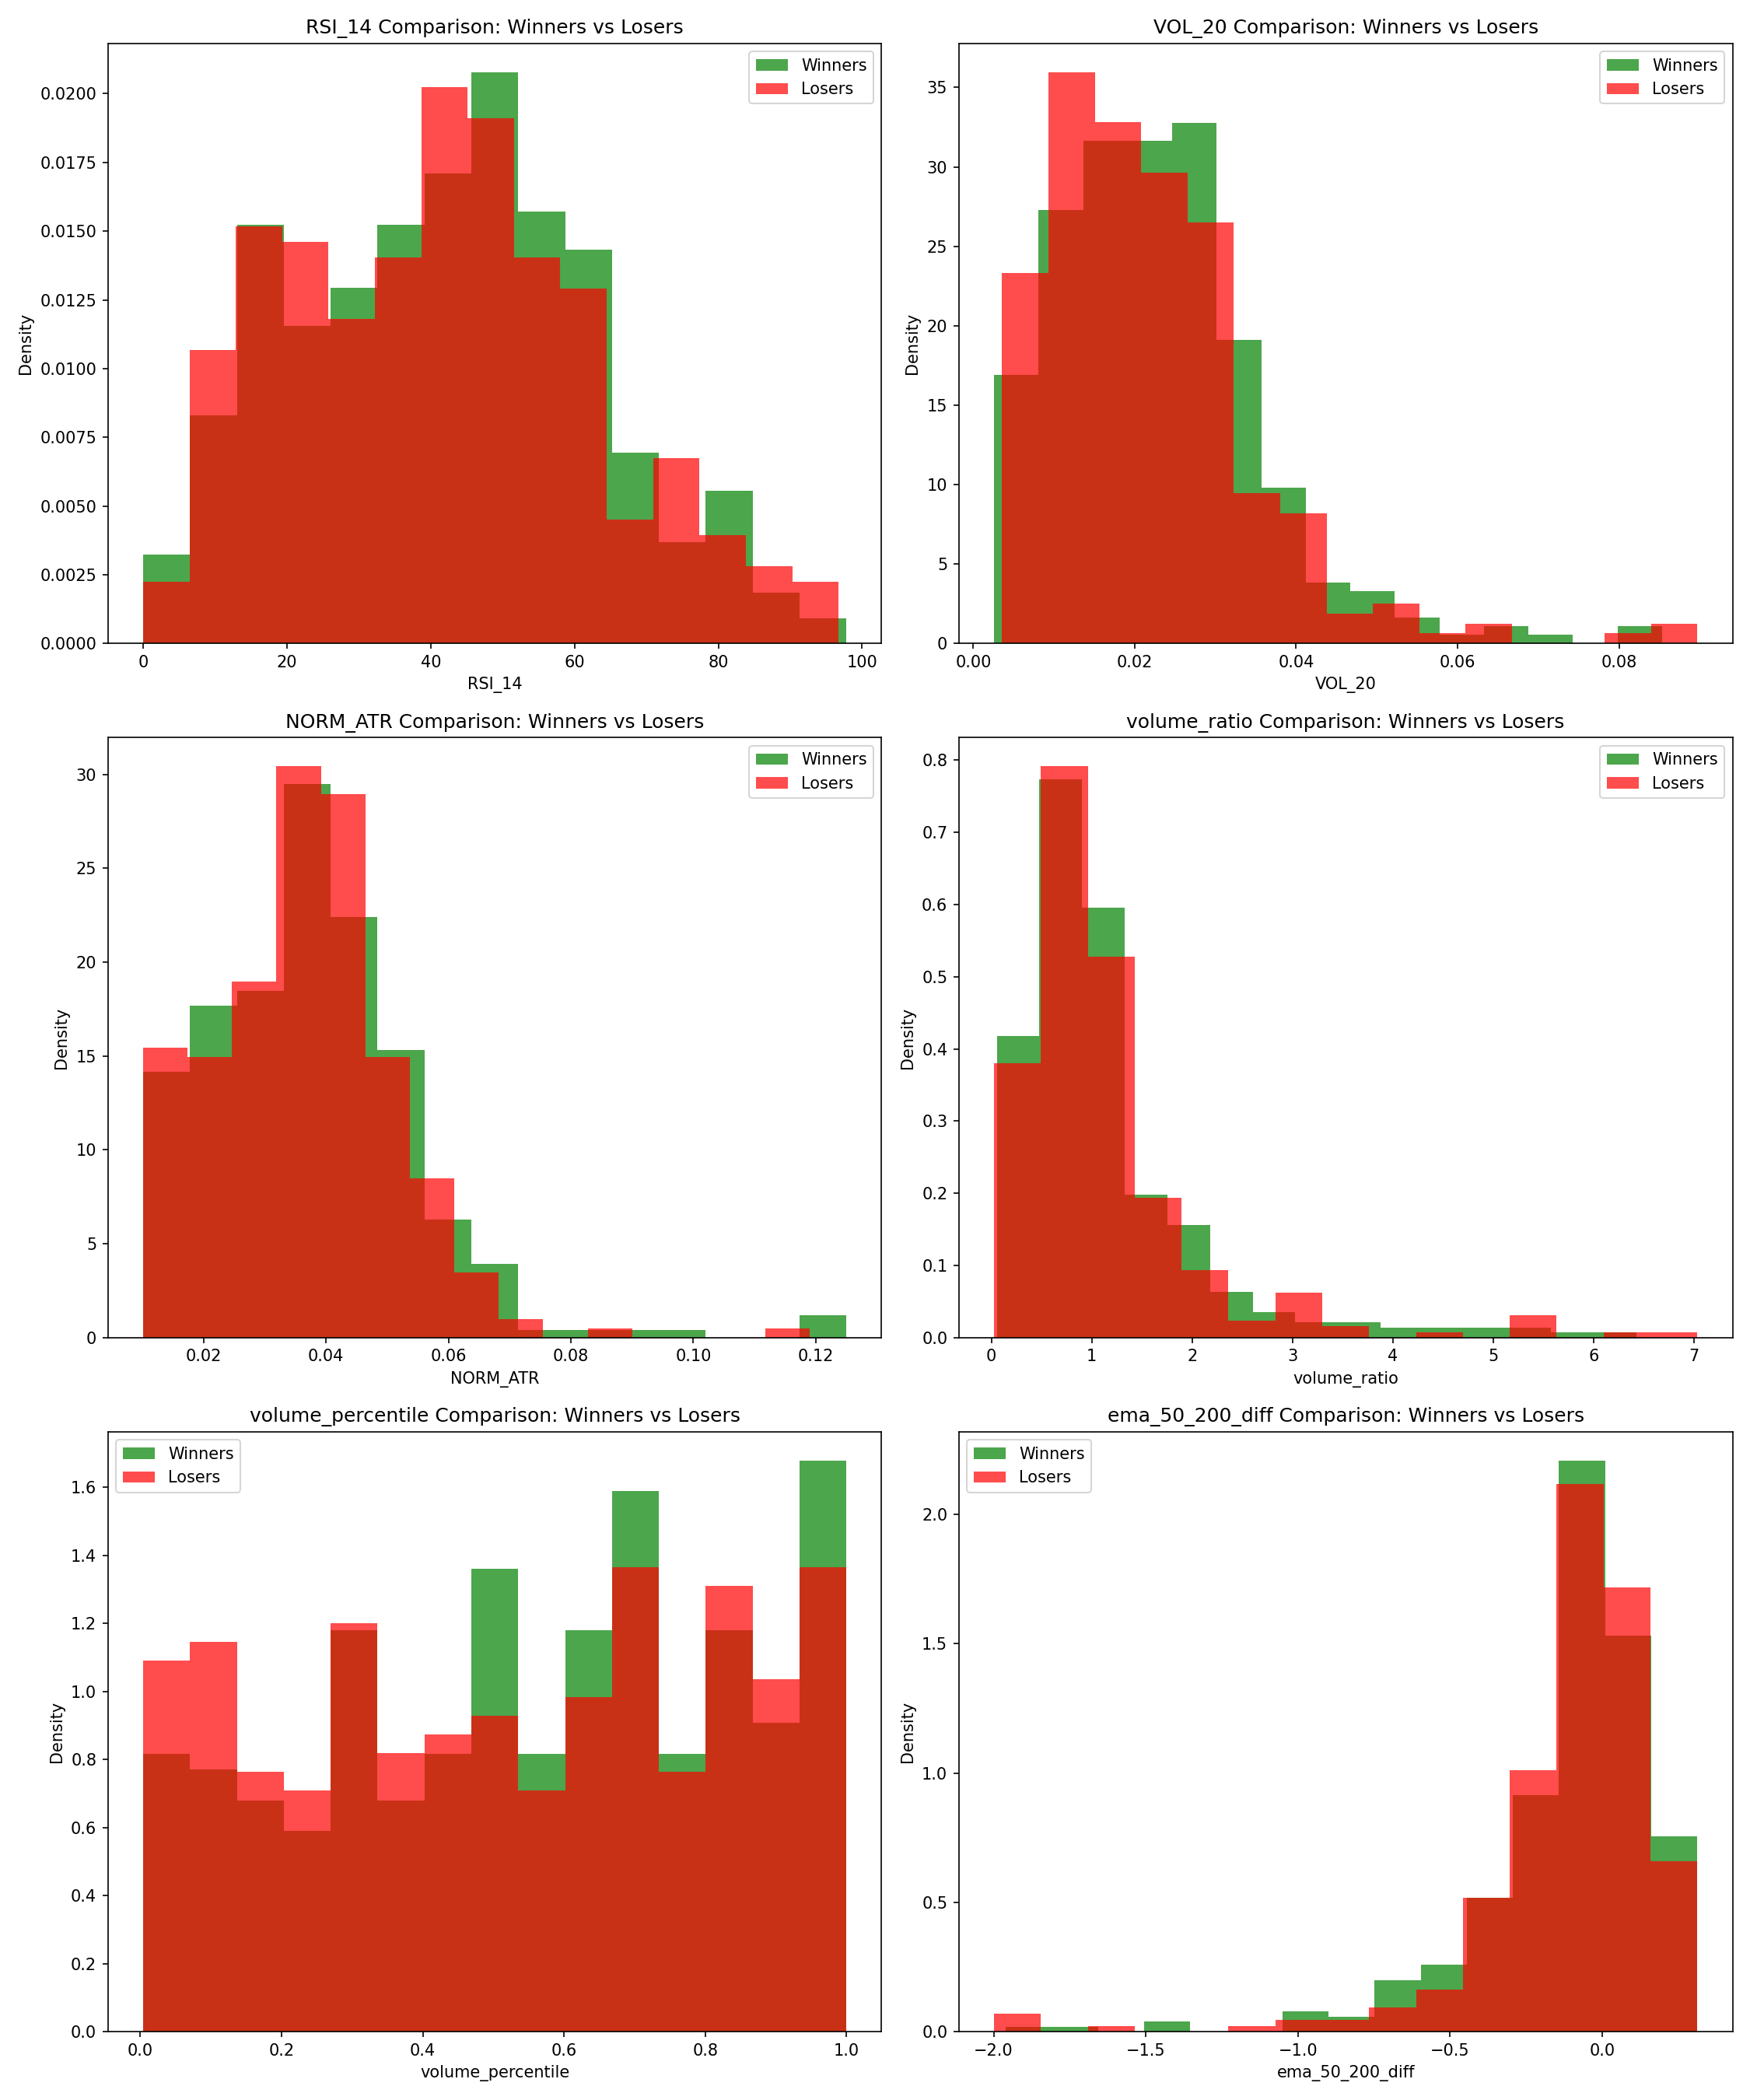 RSI_14 Comparison: Winners vs Losers
Winners
Losers
Density
0.0200
0.0175
0.0150
0.0125
0.0100
0.0075
0.0050
0.0025
0.0000
0 20 40 60 80 100
RSI_14
VOL_20 Comparison: Winners vs Losers
Winners
Losers
Density
35
30
25
20
15
10
5
0
0.00 0.02 0.04 0.06 0.08
VOL_20
NORM_ATR Comparison: Winners vs Losers
Winners
Losers
Density
30
25
20
15
10
5
0
0.02 0.04 0.06 0.08 0.10 0.12
NORM_ATR
volume_ratio Comparison: Winners vs Losers
Winners
Losers
Density
0.8
0.7
0.6
0.5
0.4
0.3
0.2
0.1
0.0
0 1 2 3 4 5 6 7
volume_ratio
volume_percentile Comparison: Winners vs Losers
Winners
Losers
Density
1.6
1.4
1.2
1.0
0.8
0.6
0.4
0.2
0.0
0.0 0.2 0.4 0.6 0.8 1.0
volume_percentile
ema_50_200_diff Comparison: Winners vs Losers
Winners
Losers
Density
2.0
1.5
1.0
0.5
0.0
−2.0 −1.5 −1.0 −0.5 0.0
ema_50_200_diff